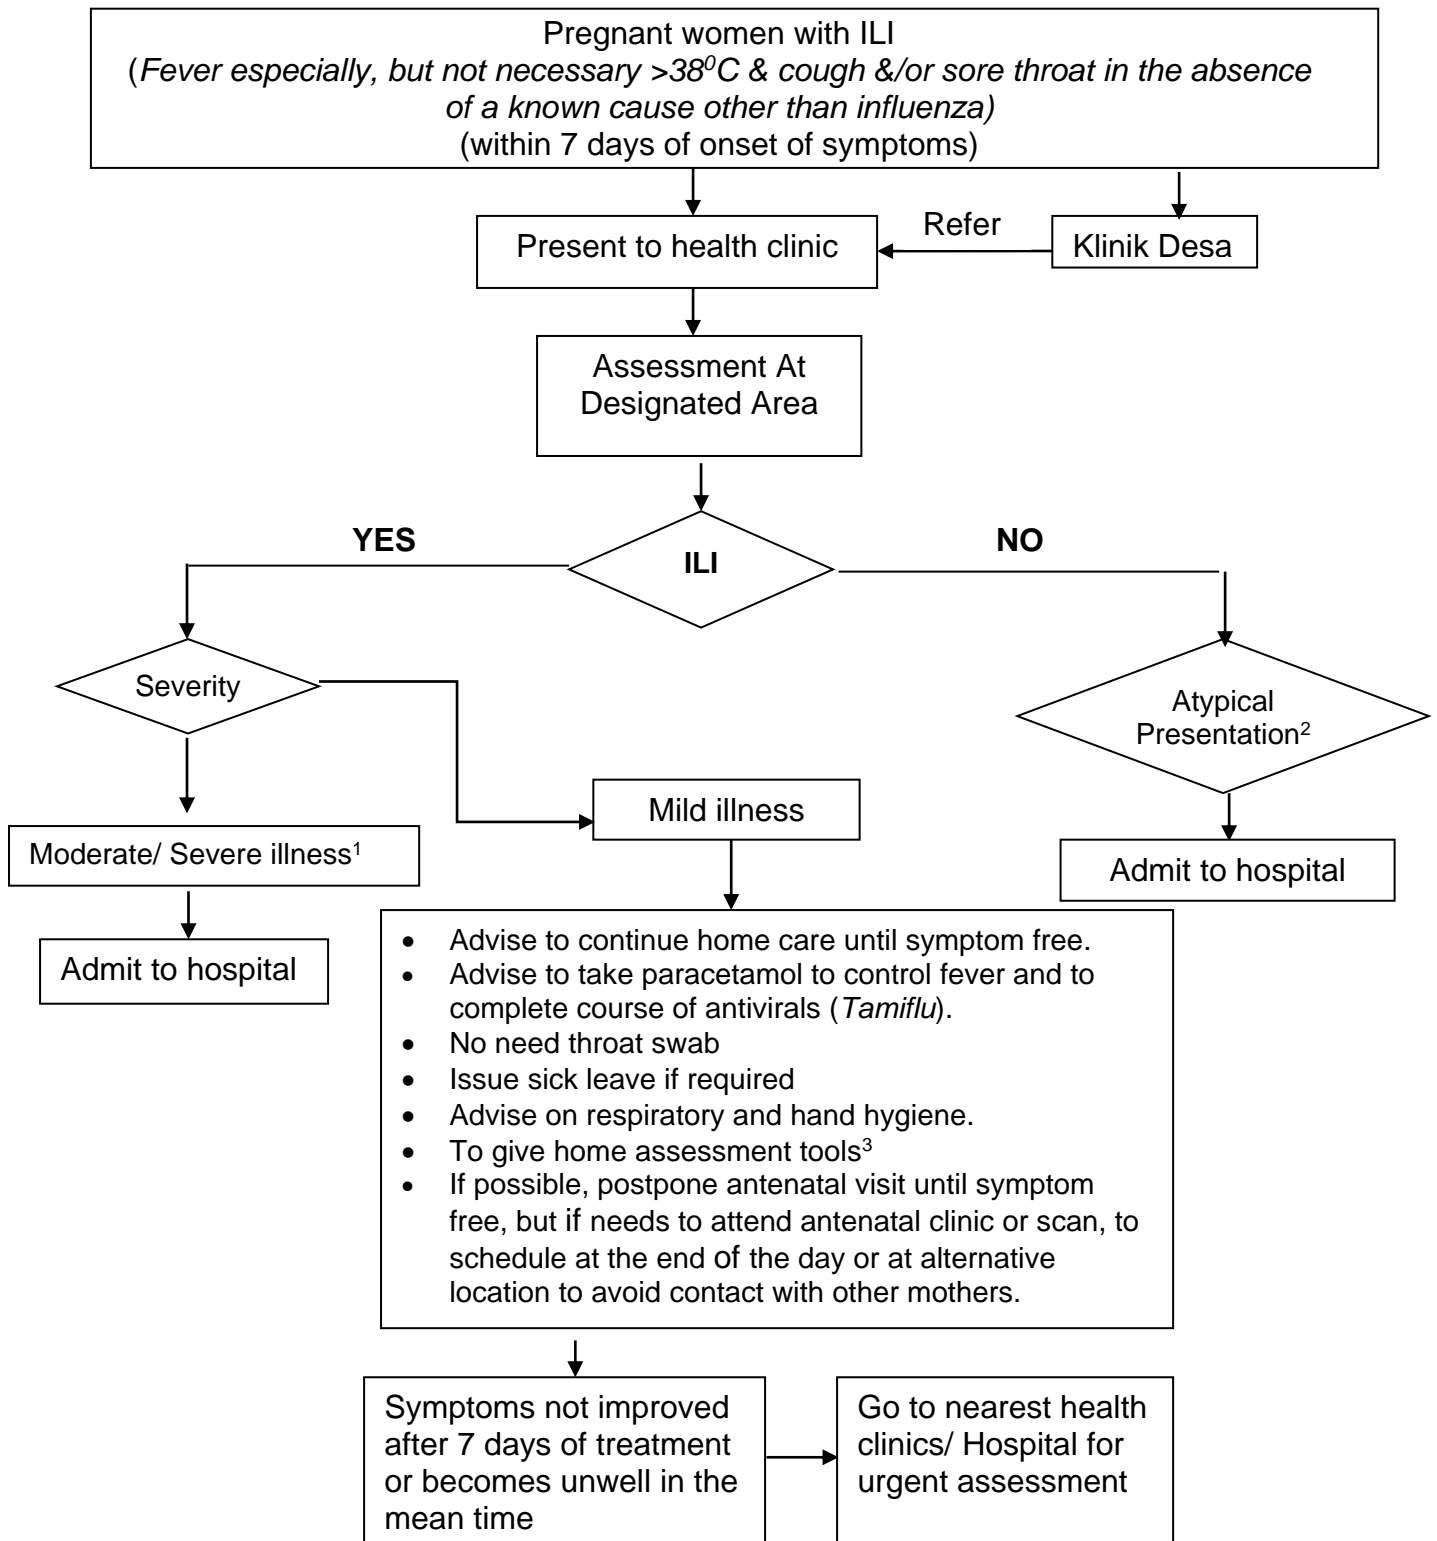 Pregnant women with ILI
(Fever especially, but not necessary >38⁰C & cough &/or sore throat in the absence
of a known cause other than influenza)
(within 7 days of onset of symptoms)
Present to health clinic
Refer
Klinik Desa
Assessment At
Designated Area
YES
ILI
NO
Severity
Atypical
Presentation²
Mild illness
Moderate/ Severe illness¹
Admit to hospital
Admit to hospital
• Advise to continue home care until symptom free.
• Advise to take paracetamol to control fever and to
complete course of antivirals (Tamiflu).
• No need throat swab
• Issue sick leave if required
• Advise on respiratory and hand hygiene.
• To give home assessment tools³
• If possible, postpone antenatal visit until symptom
free, but if needs to attend antenatal clinic or scan, to
schedule at the end of the day or at alternative
location to avoid contact with other mothers.
Symptoms not improved
after 7 days of treatment
or becomes unwell in the
mean time
Go to nearest health
clinics/ Hospital for
urgent assessment